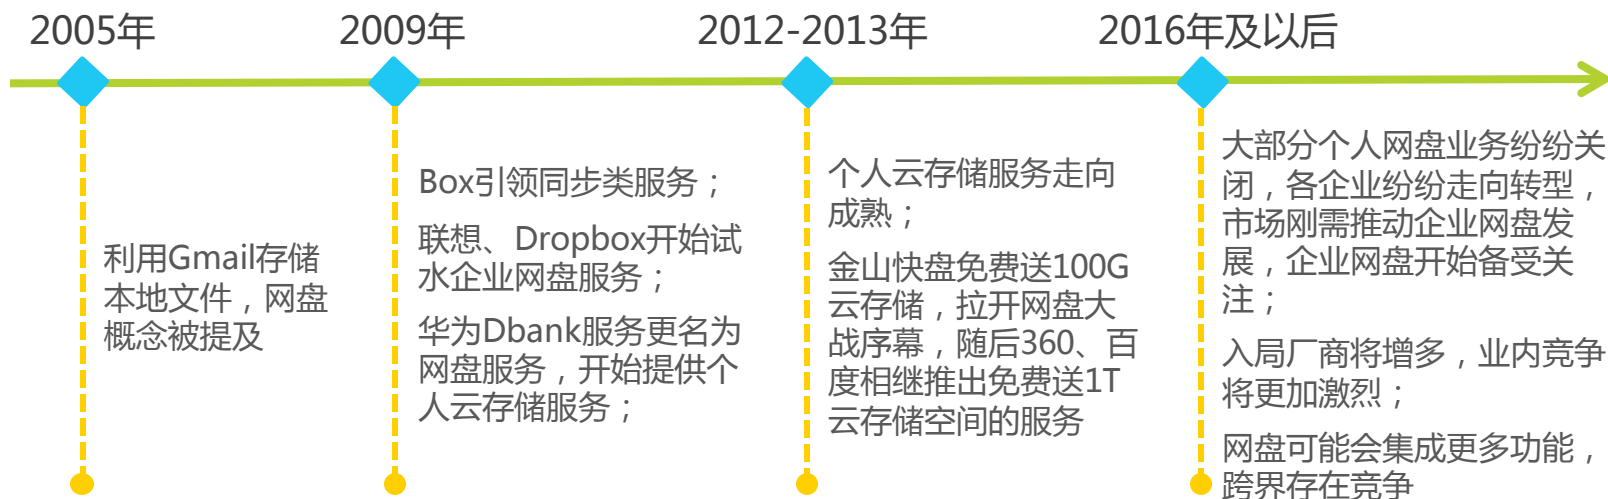 2005年
2009年
2012-2013年
2016年及以后
利用Gmail存储
本地文件，网盘
概念被提及
Box引领同步类服务；
联想、Dropbox开始试
水企业网盘服务；
华为Dbank服务更名为
网盘服务，开始提供个
人云存储服务；
个人云存储服务走向
成熟；
金山快盘免费送100G
云存储，拉开网盘大
战序幕，随后360、百
度相继推出免费送1T
云存储空间的服务
大部分个人网盘业务纷纷关
闭，各企业纷纷走向转型，
市场刚需推动企业网盘发
展，企业网盘开始备受关
注；
入局厂商将增多，业内竞争
将更加激烈；
网盘可能会集成更多功能，
跨界存在竞争